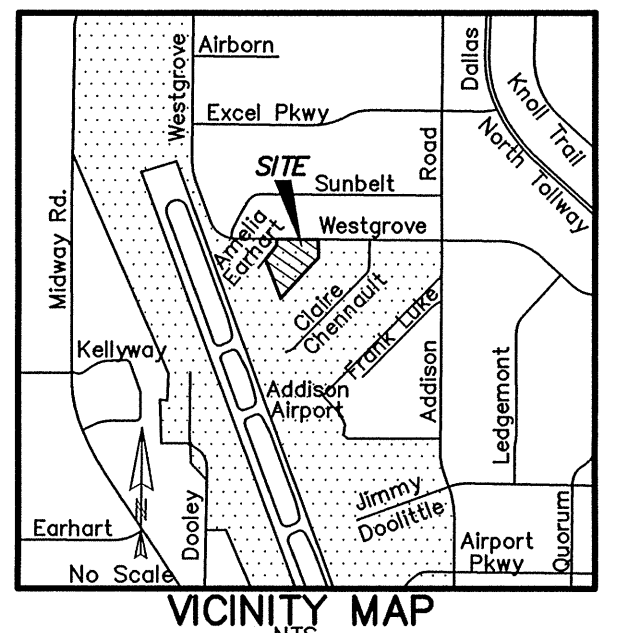 Airborn
Westgrove
Dallas
Knoll Trail
North Tollway
Excel Pkwy
Road
SITE
Sunbelt
Westgrove
Amelia
Earhart
Midway Rd.
Claire
Chennault
Frank Luke
Kellyway
Addison
Airport
Addison
Ledgemont
Jimmy
Doolittle
Dooley
Earhart
Airport
Pkwy
Quorum
No Scale
VICINITY MAP
NTS